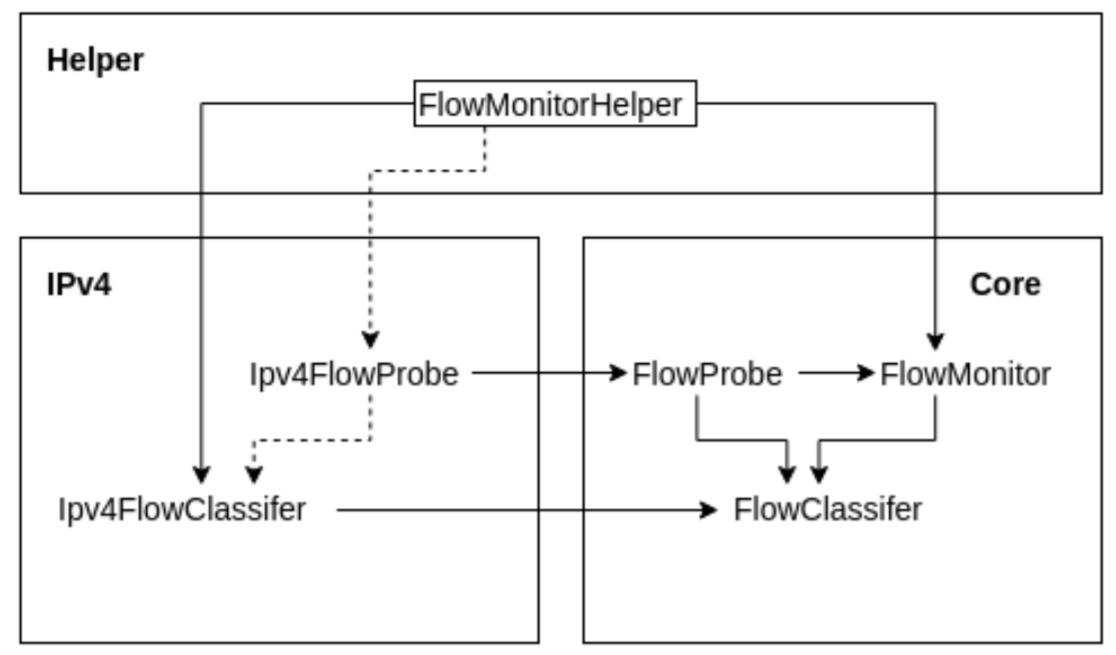 Helper
FlowMonitorHelper
IPv4
Core
Ipv4FlowProbe
FlowProbe
FlowMonitor
Ipv4FlowClassifer
FlowClassifer